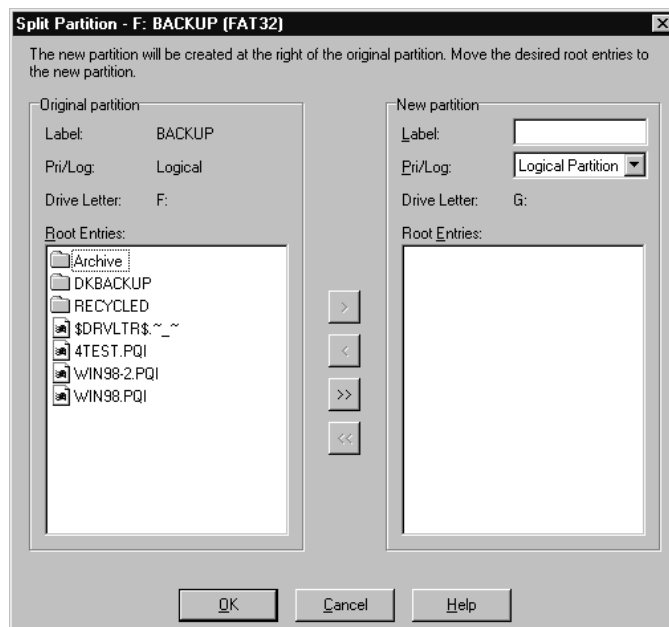 Split Partition - F: BACKUP (FAT32)
The new partition will be created at the right of the original partition. Move the desired root entries to
the new partition.
Original partition
Label: BACKUP
Pri/Log: Logical
Drive Letter: F:
Root Entries:
Archive
DKBACKUP
RECYCLED
$DRVLTR$.~_~
4TEST.PQI
WIN98-2.PQI
WIN98.PQI
>
<
>>
<<
New partition
Label:
Pri/Log: Logical Partition
Drive Letter: G:
Root Entries:
OK Cancel Help